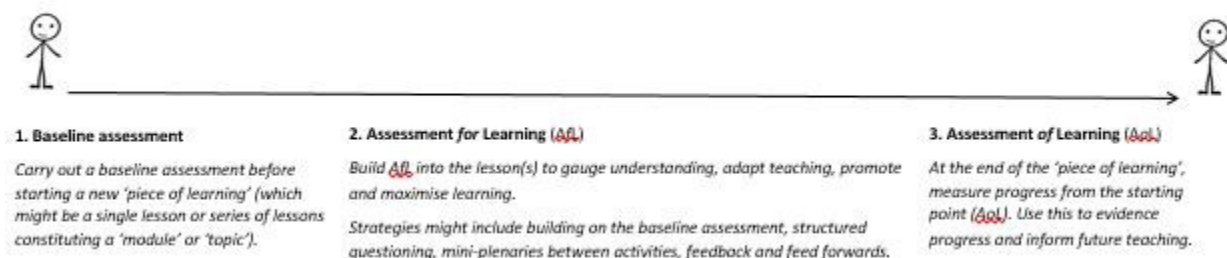 1. Baseline assessment
Carry out a baseline assessment before
starting a new 'piece of learning' (which
might be a single lesson or series of lessons
constituting a 'module' or 'topic').
2. Assessment for Learning (AfL)
Build AfL into the lesson(s) to gauge understanding, adapt teaching, promote
and maximise learning.
Strategies might include building on the baseline assessment, structured
questioning, mini-plenaries between activities, feedback and feed forwards.
3. Assessment of Learning (AoL)
At the end of the 'piece of learning',
measure progress from the starting
point (AoL). Use this to evidence
progress and inform future teaching.